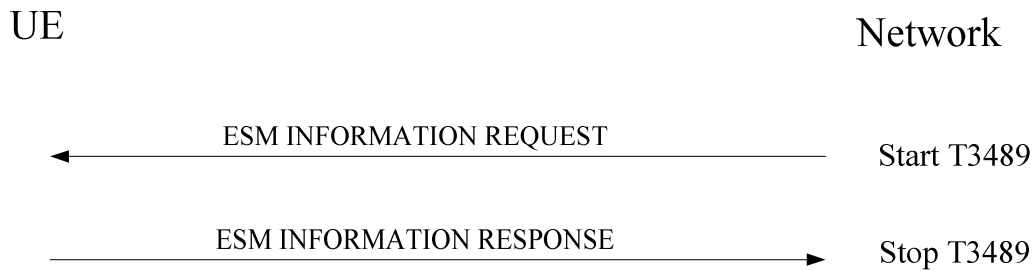 UE
Network
ESM INFORMATION REQUEST
Start T3489
ESM INFORMATION RESPONSE
Stop T3489